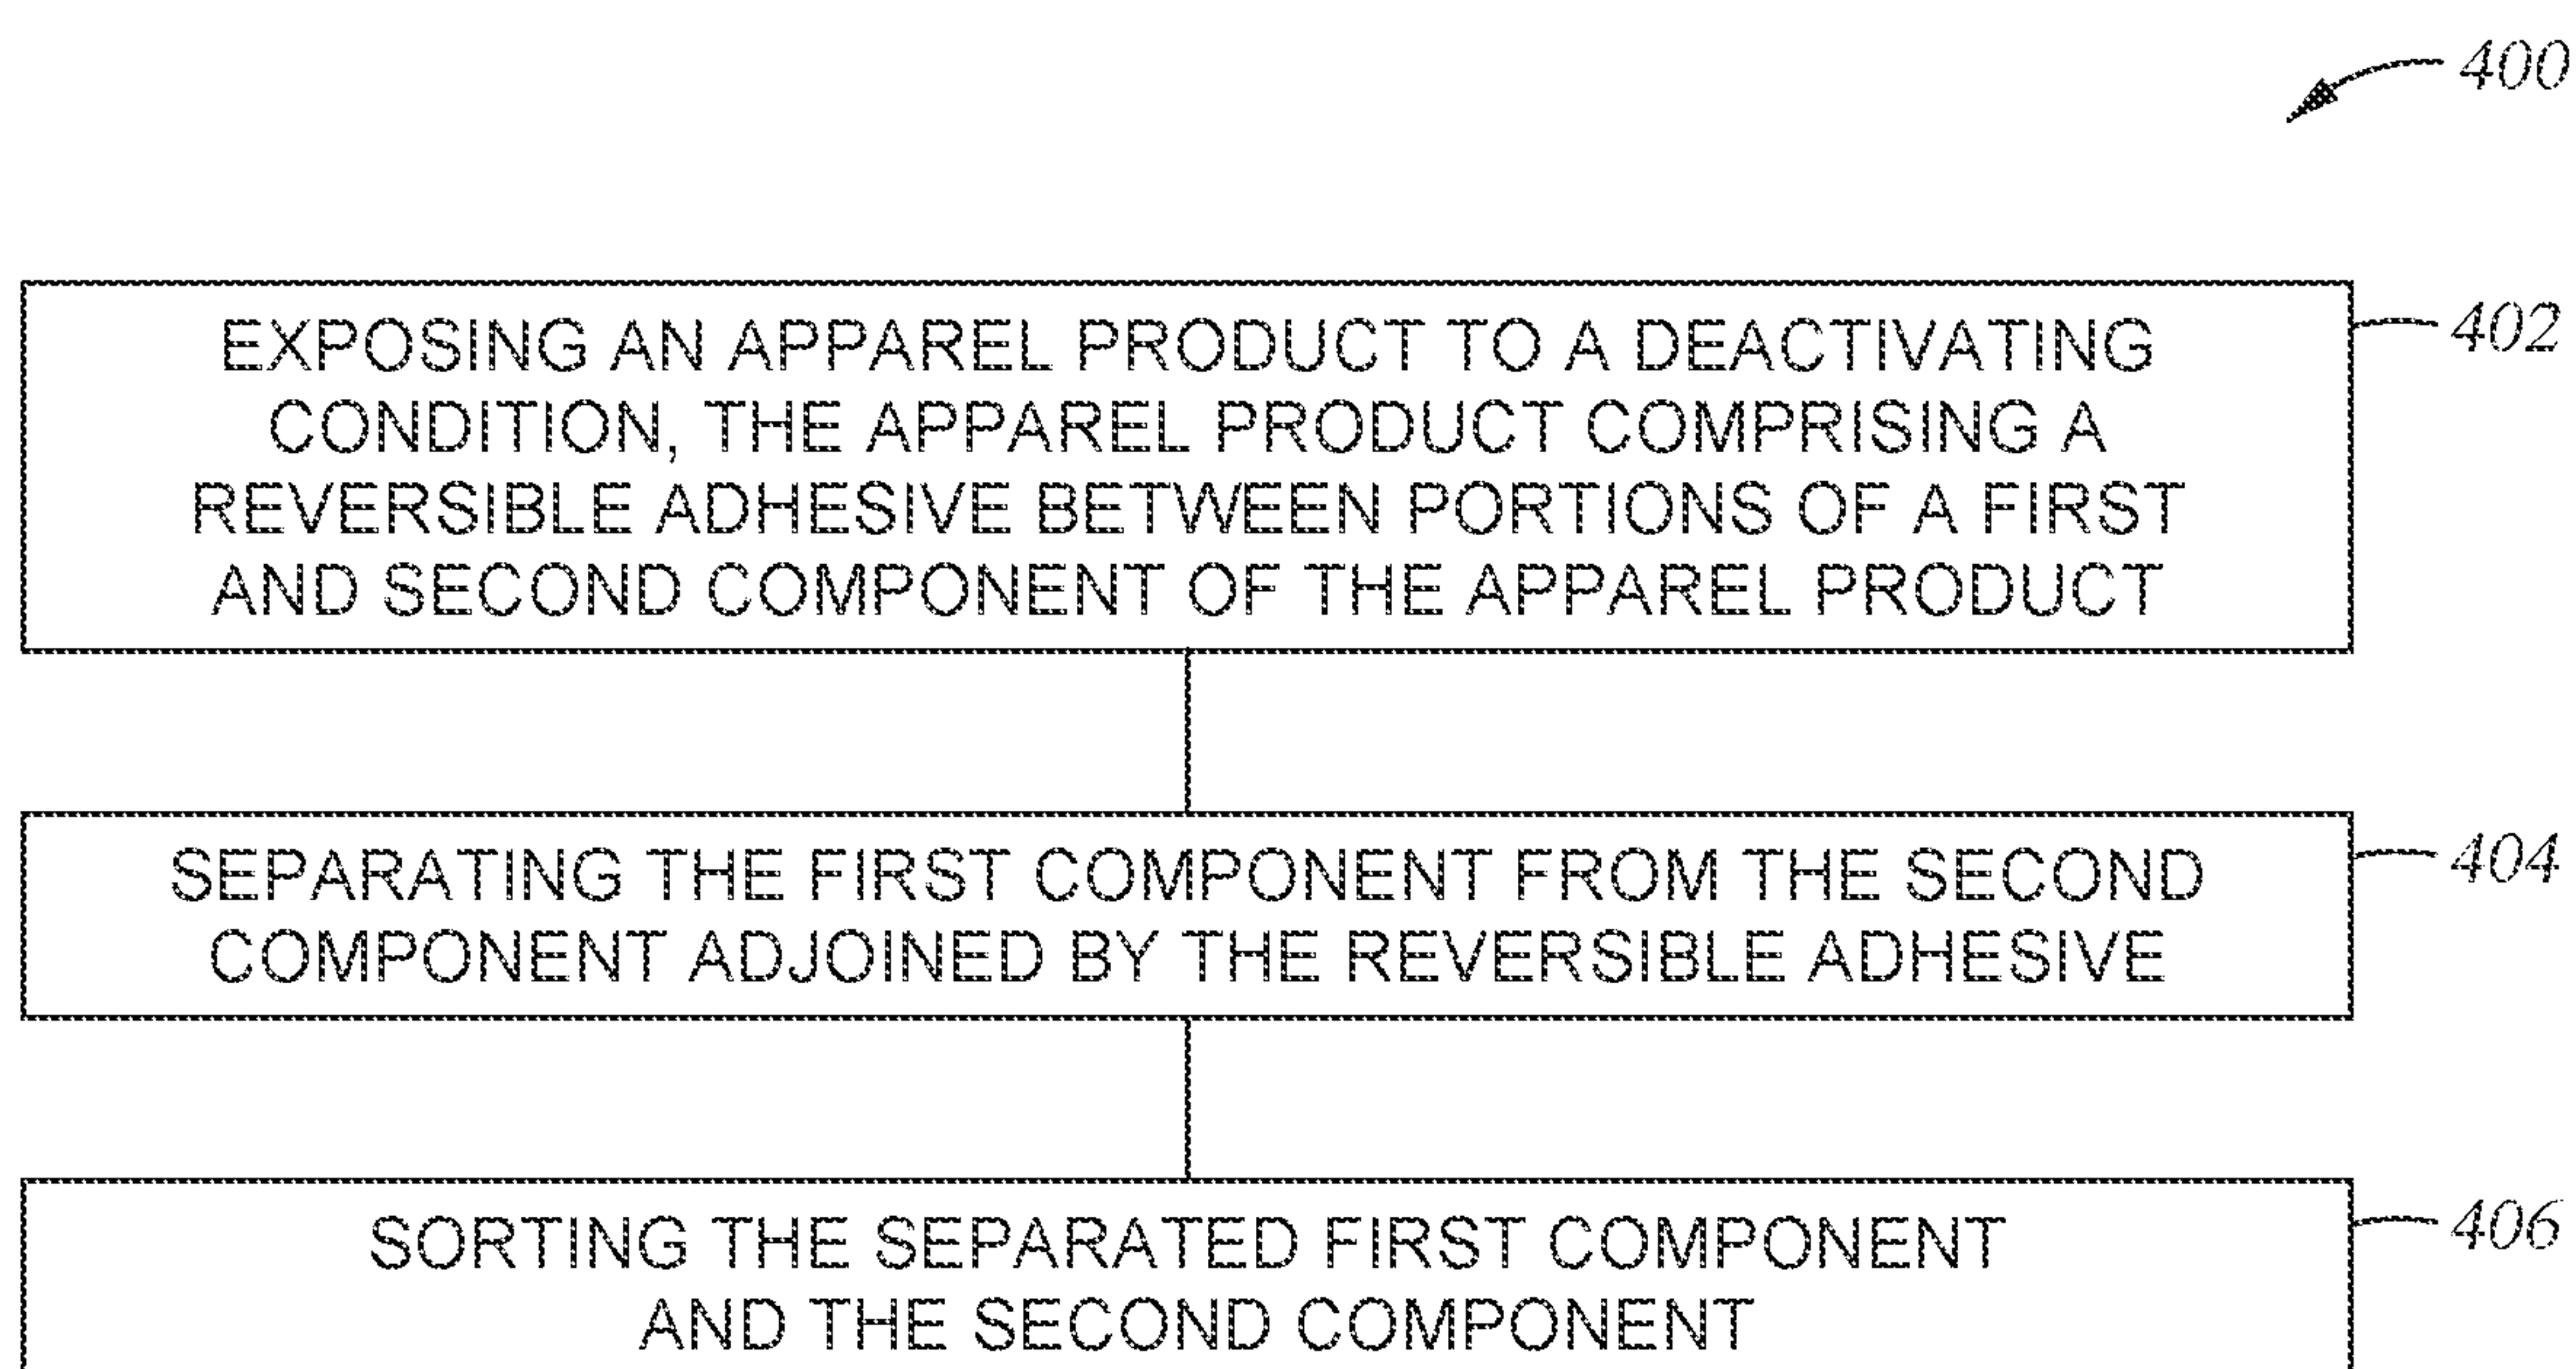 400
EXPOSING AN APPAREL PRODUCT TO A DEACTIVATING
CONDITION, THE APPAREL PRODUCT COMPRISING A
REVERSIBLE ADHESIVE BETWEEN PORTIONS OF A FIRST
AND SECOND COMPONENT OF THE APPAREL PRODUCT
402
SEPARATING THE FIRST COMPONENT FROM THE SECOND
COMPONENT ADJOINED BY THE REVERSIBLE ADHESIVE
404
SORTING THE SEPARATED FIRST COMPONENT
AND THE SECOND COMPONENT
406